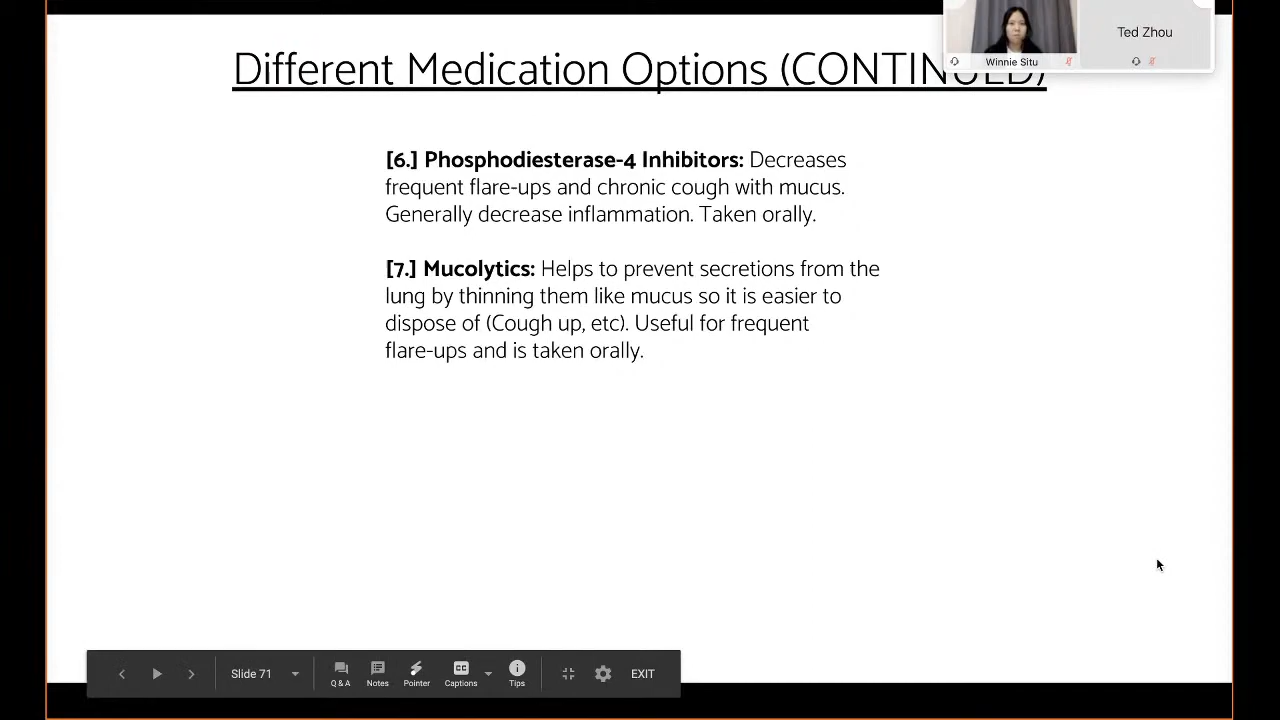 Ted Zhou
Winnie Situ
Different Medication Options (CONTINUED)
[6.] Phosphodiesterase-4 Inhibitors: Decreases
frequent flare-ups and chronic cough with mucus.
Generally decrease inflammation. Taken orally.
[7.] Mucolytics: Helps to prevent secretions from the
lung by thinning them like mucus so it is easier to
dispose of (Cough up, etc). Useful for frequent
flare-ups and is taken orally.
Slide 71
Q & A
Notes
Pointer
CC
Captions
Tips
EXIT